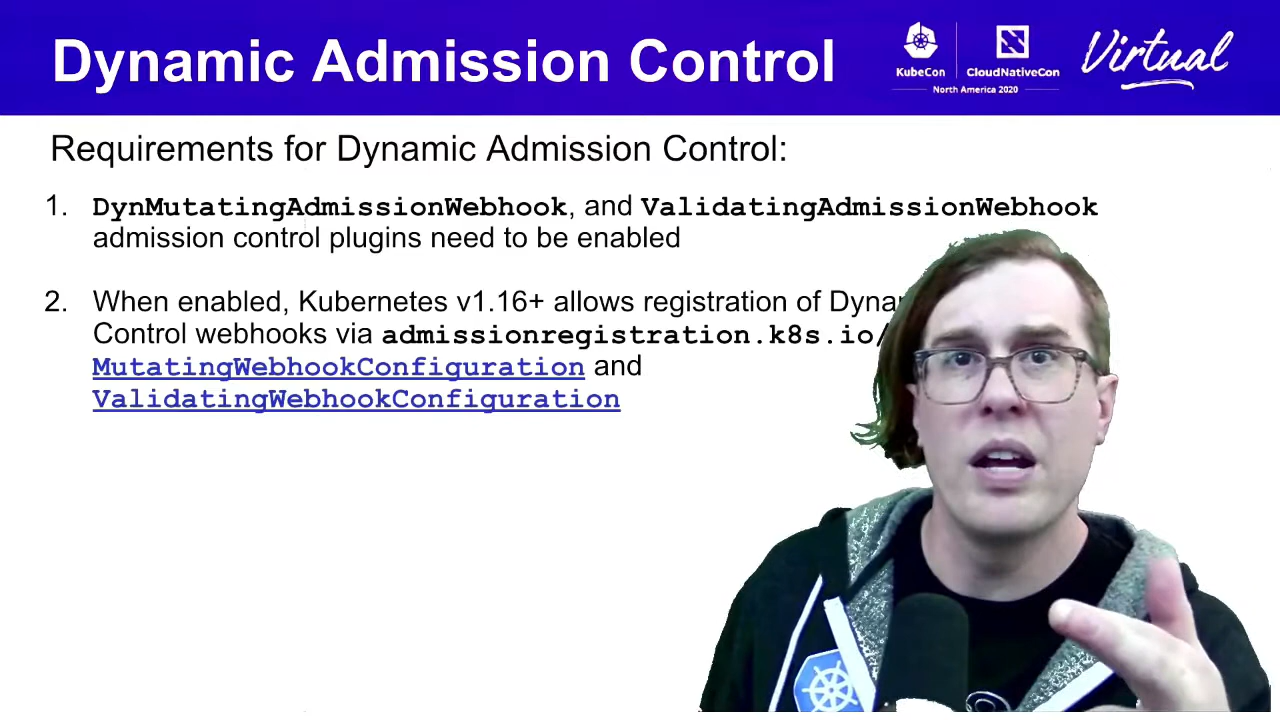 Dynamic Admission Control
KubeCon
CloudNativeCon
North America 2020
Virtual
Requirements for Dynamic Admission Control:
1. DynMutatingAdmissionWebhook, and ValidatingAdmissionWebhook
admission control plugins need to be enabled
2. When enabled, Kubernetes v1.16+ allows registration of
Control webhooks via admissionregistration.k8s.io/
MutatingWebhookConfiguration and
ValidatingWebhookConfiguration